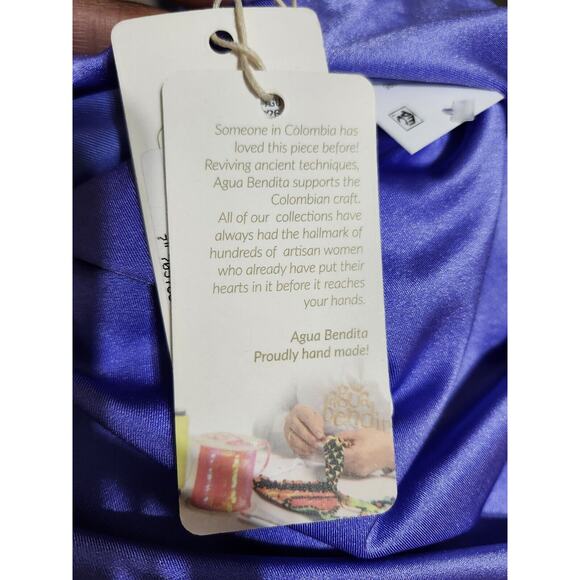 Someone in Colombia has
loved this piece before!
Reviving ancient techniques,
Agua Bendita supports the
Colombian craft.
All of our collections have
always had the hallmark of
hundreds of artisan women
who already have put their
hearts in it before it reaches
your hands.
Agua Bendita
Proudly hand made!
agua
bendi